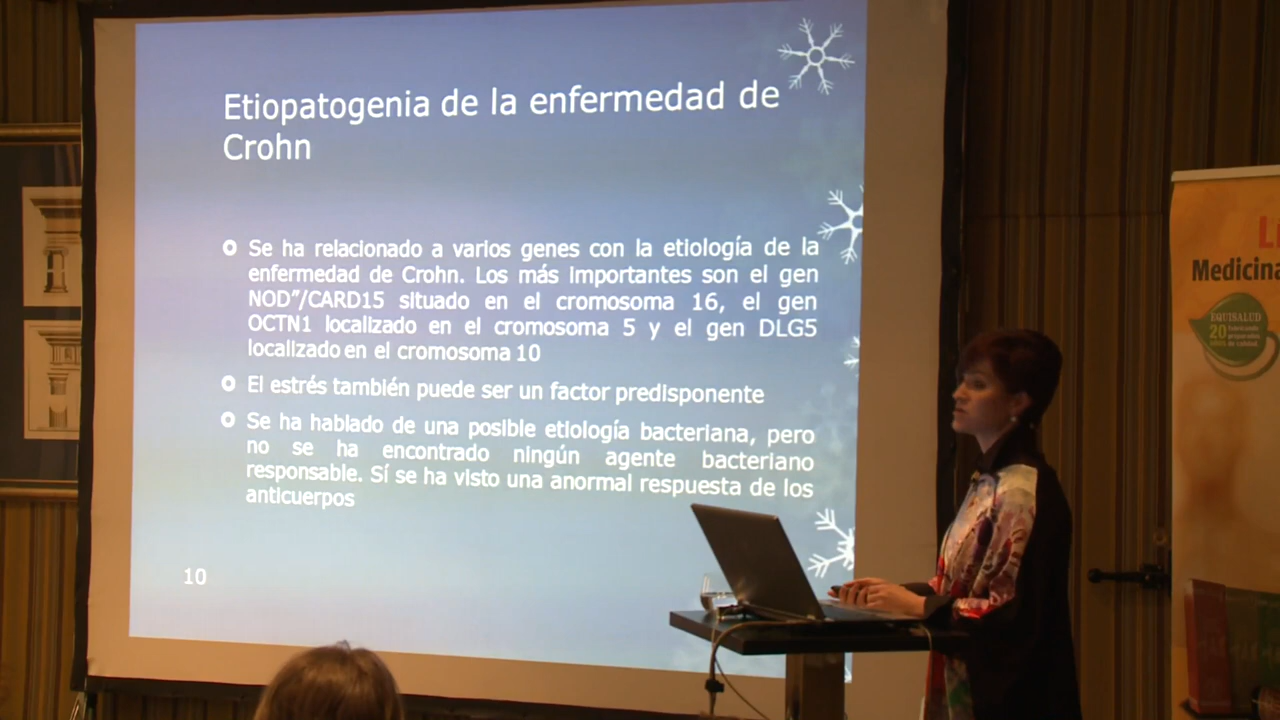 Etiopatogenia de la enfermedad de
Crohn
Se ha relacionado a varios genes con la etiología de la
enfermedad de Crohn. Los más importantes son el gen
NOD”/CARD15 situado en el cromosoma 16, el gen
OCTN1 localizado en el cromosoma 5 y el gen DLG5
localizado en el cromosoma 10
El estrés también puede ser un factor predisponente
Se ha hablado de una posible etiología bacteriana, pero
no se ha encontrado ningún agente bacteriano
responsable. Sí se ha visto una anormal respuesta de los
anticuerpos
10
Medicina
EQUISALUD
20
años